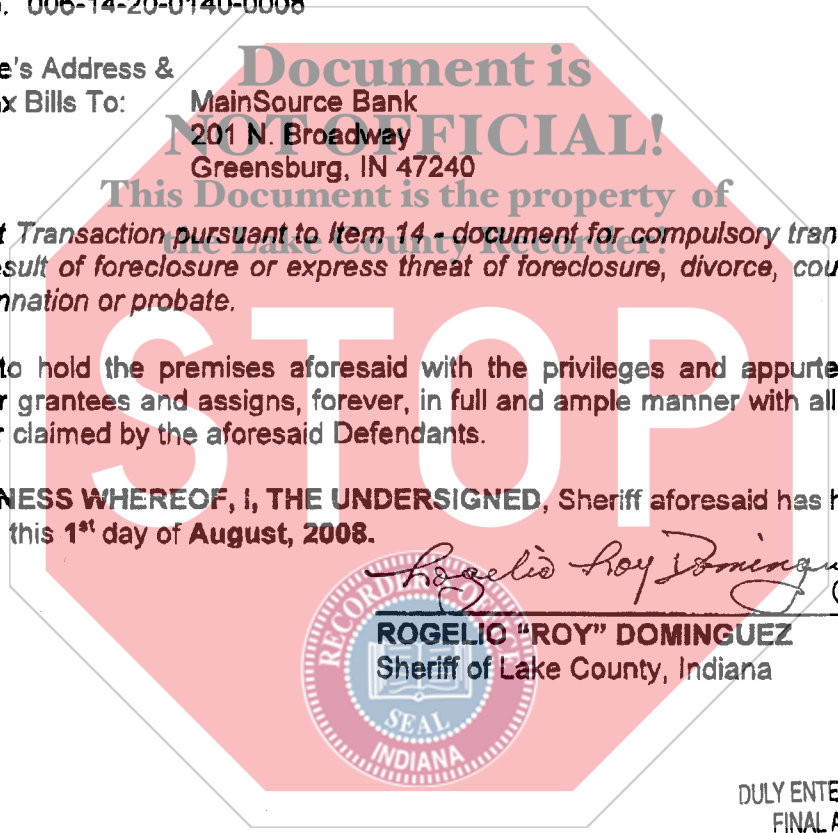 006-14-20-0140-0008
e's Address &
Document is
x Bills To: MainSource Bank
NOT OFFICIAL!
201 N. Broadway
Greensburg, IN 47240
This Document is the property of
the Lake County Recorder!
t Transaction pursuant to Item 14 - document for compulsory tran
sult of foreclosure or express threat of foreclosure, divorce, cou
nnation or probate.
STOP
to hold the premises aforesaid with the privileges and appurte
r grantees and assigns, forever, in full and ample manner with all
r claimed by the aforesaid Defendants.
NESS WHEREOF, I, THE UNDERSIGNED, Sheriff aforesaid has h
this 1st day of August, 2008.
Rogelio Roy Domingu
ROGELIO "ROY" DOMINGUEZ
Sheriff of Lake County, Indiana
RECORDER OFFICE
SEAL
INDIANA
DULY ENTE
FINAL A